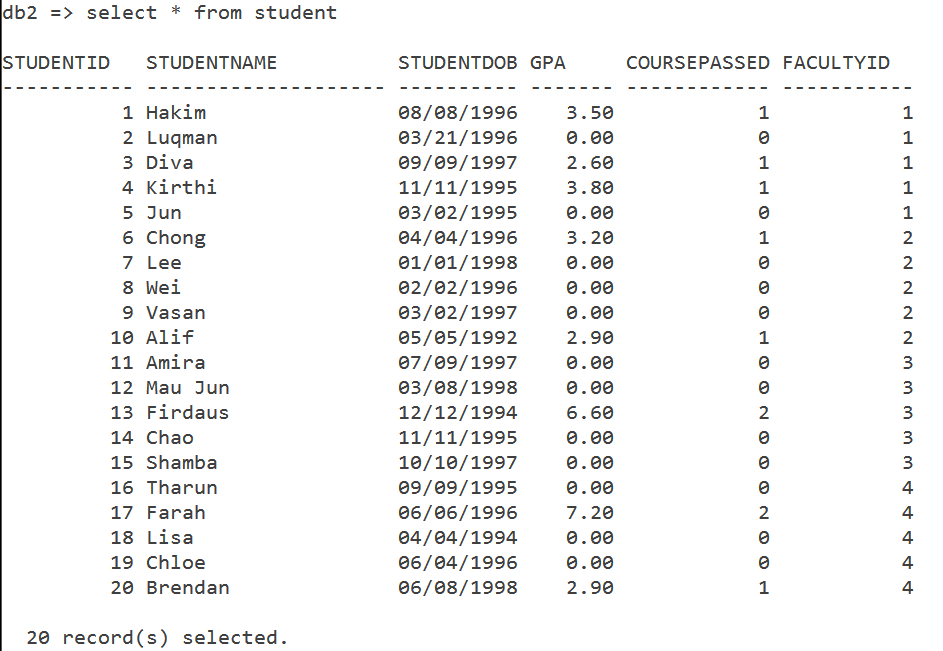 db2 => select * from student
STUDENTID   STUDENTNAME          STUDENTDOB GPA     COURSEPASSED FACULTYID
----------- -------------------- ---------- ------- ------------ -----------
          1 Hakim                08/08/1996    3.50            1           1
          2 Luqman               03/21/1996    0.00            0           1
          3 Diva                 09/09/1997    2.60            1           1
          4 Kirthi               11/11/1995    3.80            1           1
          5 Jun                  03/02/1995    0.00            0           1
          6 Chong                04/04/1996    3.20            1           2
          7 Lee                  01/01/1998    0.00            0           2
          8 Wei                  02/02/1996    0.00            0           2
          9 Vasan                03/02/1997    0.00            0           2
         10 Alif                 05/05/1992    2.90            1           2
         11 Amira                07/09/1997    0.00            0           3
         12 Mau Jun              03/08/1998    0.00            0           3
         13 Firdaus              12/12/1994    6.60            2           3
         14 Chao                 11/11/1995    0.00            0           3
         15 Shamba               10/10/1997    0.00            0           3
         16 Tharun               09/09/1995    0.00            0           4
         17 Farah                06/06/1996    7.20            2           4
         18 Lisa                 04/04/1994    0.00            0           4
         19 Chloe                06/04/1996    0.00            0           4
         20 Brendan              06/08/1998    2.90            1           4
  20 record(s) selected.